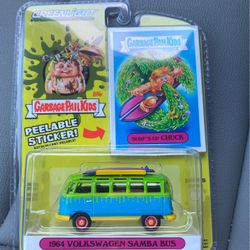 GREENLIGHT
GARBAGE PAIL KIDS
PEELABLE STICKER!
GARBAGE PAIL KIDS
SURF'S-UP CHUCK
1964 VOLKSWAGEN SAMBA BUS